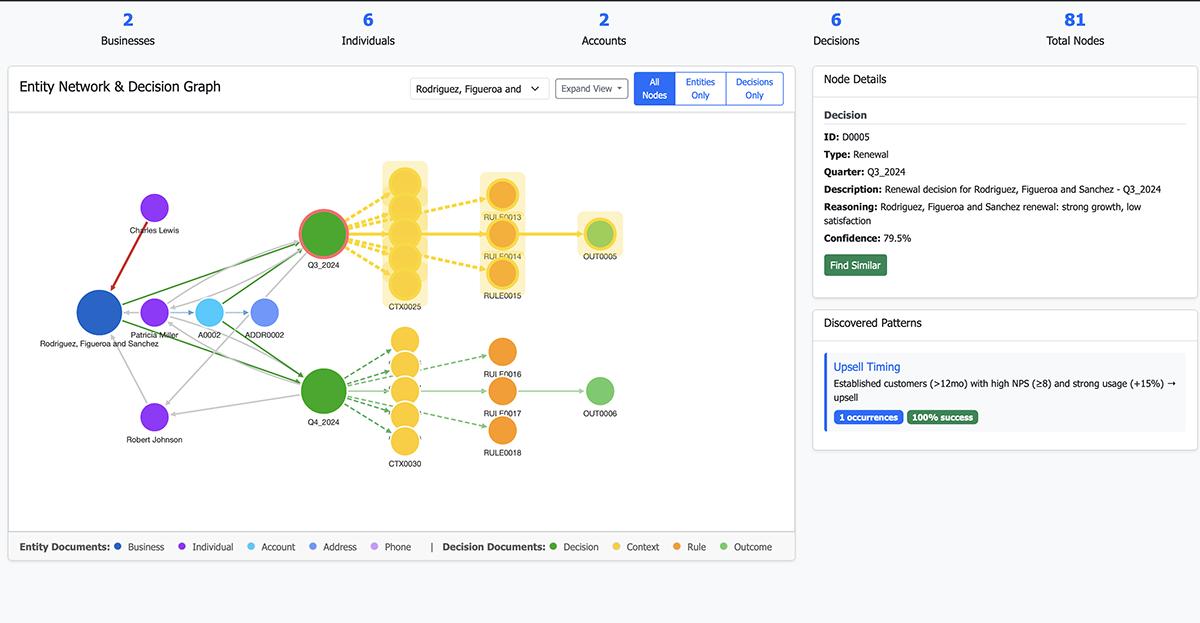 2
Businesses
6
Individuals
2
Accounts
6
Decisions
81
Total Nodes
Entity Network & Decision Graph
Rodriguez, Figueroa and
Expand View
All
Nodes
Entities
Only
Decisions
Only
Charles Lewis
Rodriguez, Figueroa and Sanchez
Patricia Miller
A0002
ADDR0002
Robert Johnson
Q3_2024
CTX0025
RULE0013
RULE0014
RULE0015
OUT0005
Q4_2024
CTX0030
RULE0016
RULE0017
RULE0018
OUT0006
Entity Documents: Business Individual Account Address Phone | Decision Documents: Decision Context Rule Outcome
Node Details
Decision
ID: D0005
Type: Renewal
Quarter: Q3_2024
Description: Renewal decision for Rodriguez, Figueroa and Sanchez - Q3_2024
Reasoning: Rodriguez, Figueroa and Sanchez renewal: strong growth, low
satisfaction
Confidence: 79.5%
Find Similar
Discovered Patterns
Upsell Timing
Established customers (>12mo) with high NPS (≥8) and strong usage (+15%) →
upsell
1 occurrences 100% success